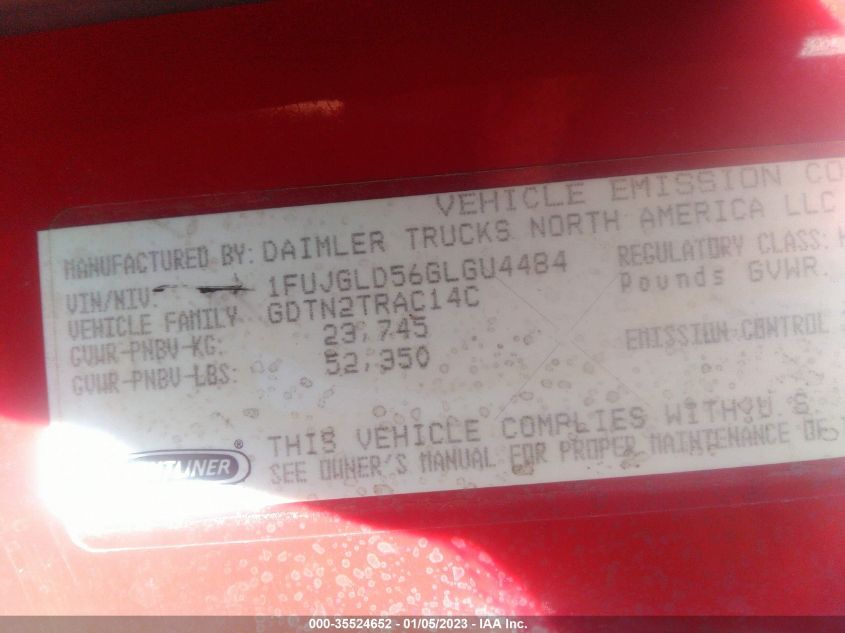 VEHICLE EMISSION CO
MANUFACTURED BY: DAIMLER TRUCKS NORTH AMERICA LLC
VIN/NIV: 1FUJGLD56GLGU4484 REGULATORY CLASS: H
VEHICLE FAMILY GDTN2TRAC14C Pounds GVWR.
GVWR-PNBV-KG: 23,745
GVWR-PNBV-LBS: 52,350 EMISSION CONTROL
THIS VEHICLE COMPLIES WITH U S
SEE OWNER'S MANUAL FOR PROPER MAINTENANCE OF
®
000-35524652 - 01/05/2023 - IAA Inc.